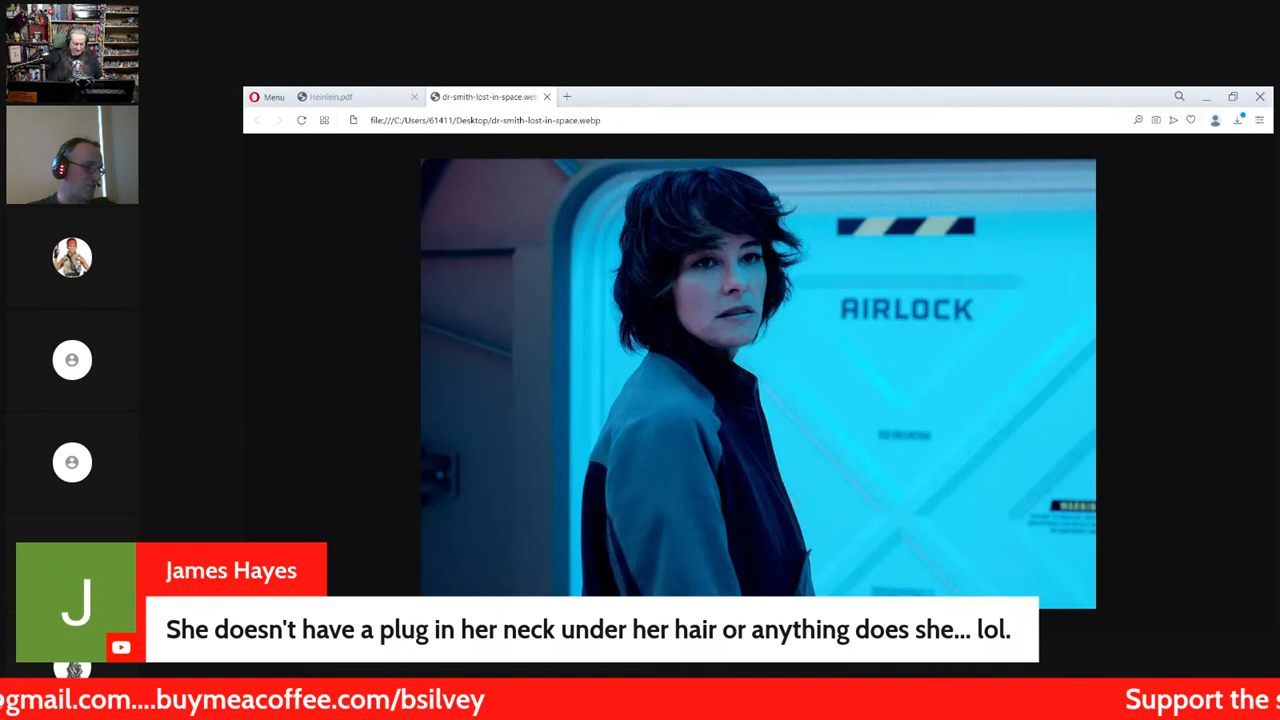 Menu
Heinlein.pdf
dr-smith-lost-in-space.web
file:///C:/Users/61411/Desktop/dr-smith-lost-in-space.webp
AIRLOCK
J
James Hayes
She doesn't have a plug in her neck under her hair or anything does she... lol.
@gmail.com....buymeacoffee.com/bsilvey
Support the s